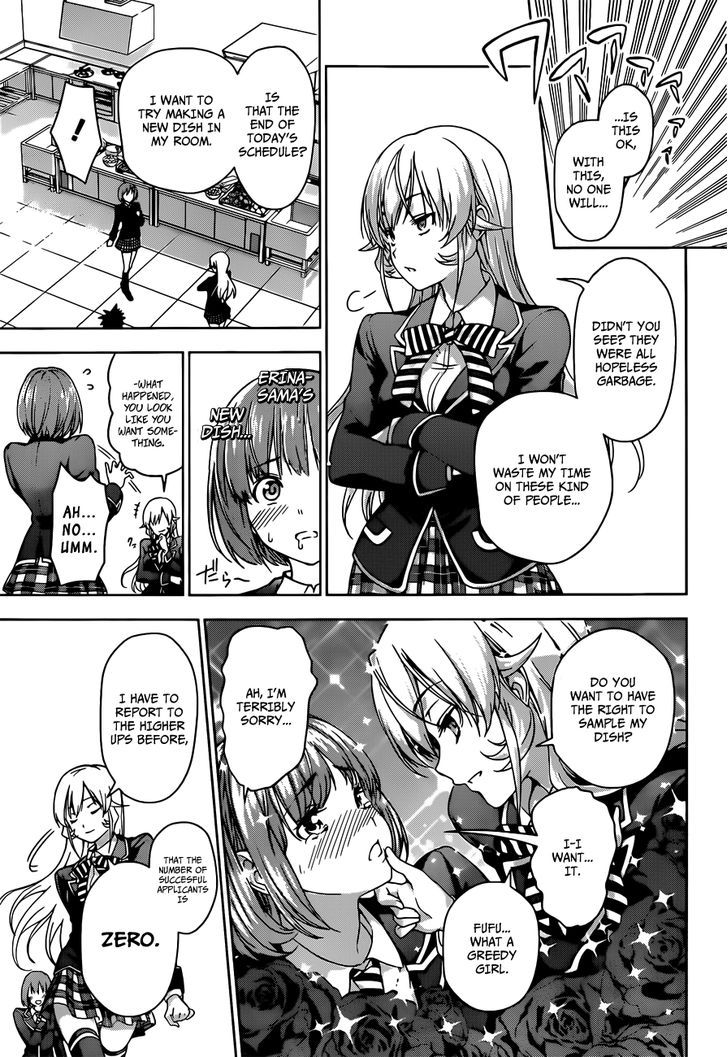 ...IS
THIS
OK,
WITH
THIS,
NO ONE
WILL...
DIDN'T YOU
SEE? THEY
WERE ALL
HOPELESS
GARBAGE.
I WON'T
WASTE MY TIME
ON THESE KIND
OF PEOPLE...
IS
THAT THE
END OF
TODAY'S
SCHEDULE?
I WANT TO
TRY MAKING A
NEW DISH IN
MY ROOM.
!
ERINA-
SAMA'S
NEW
DISH...
だら〜
-WHAT
HAPPENED,
YOU LOOK
LIKE YOU
WANT SOME-
THING.
AH...
NO...
UMM.
DO YOU
WANT TO HAVE
THE RIGHT TO
SAMPLE MY
DISH?
AH, I'M
TERRIBLY
SORRY...
I-I
WANT...
IT.
FUFU...
WHAT A
GREEDY
GIRL.
I HAVE TO
REPORT TO
THE HIGHER
UPS BEFORE,
THAT THE
NUMBER OF
SUCCESFUL
APPLICANTS
IS
ZERO.